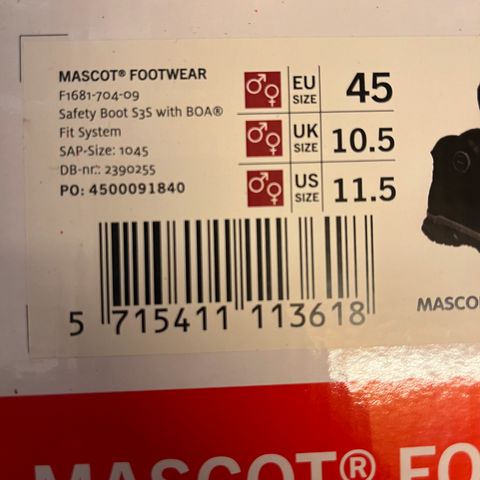 MASCOT® FOOTWEAR
F1681-704-09
Safety Boot S3S with BOA®
Fit System
SAP-Size: 1045
DB-nr.: 2390255
PO: 4500091840
EU SIZE 45
UK SIZE 10.5
US SIZE 11.5
5 715411 113618
MASCO
MASCOT® FO